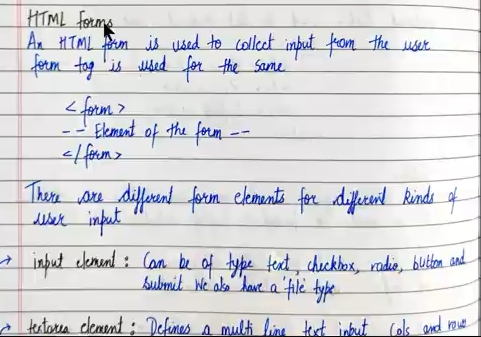 HTML forms
An HTML form is used to collect input from the user
form tag is used for the same
<form>
-- Element of the form --
</form>
There are different form elements for different kinds of
user input
→ input element : Can be of type text, checkbox, radio, button and
submit We also have a 'file' type
→ textarea element : Defines a multi line text input cols and rows